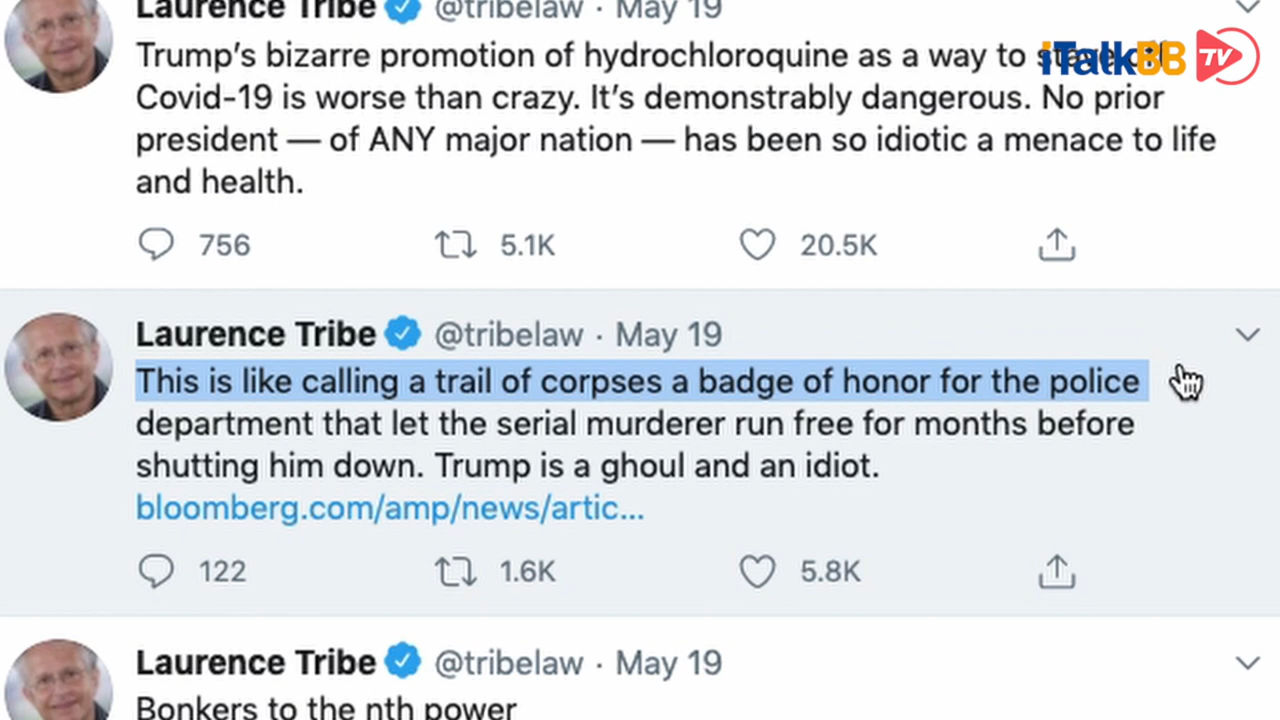 Laurence Tribe @tribelaw · May 19
Trump's bizarre promotion of hydrochloroquine as a way to stave off
Covid-19 is worse than crazy. It's demonstrably dangerous. No prior
president — of ANY major nation — has been so idiotic a menace to life
and health.
756 5.1K 20.5K
iTalkBB TV
Laurence Tribe @tribelaw · May 19
This is like calling a trail of corpses a badge of honor for the police
department that let the serial murderer run free for months before
shutting him down. Trump is a ghoul and an idiot.
bloomberg.com/amp/news/artic...
122 1.6K 5.8K
Laurence Tribe @tribelaw · May 19
Bonkers to the nth power